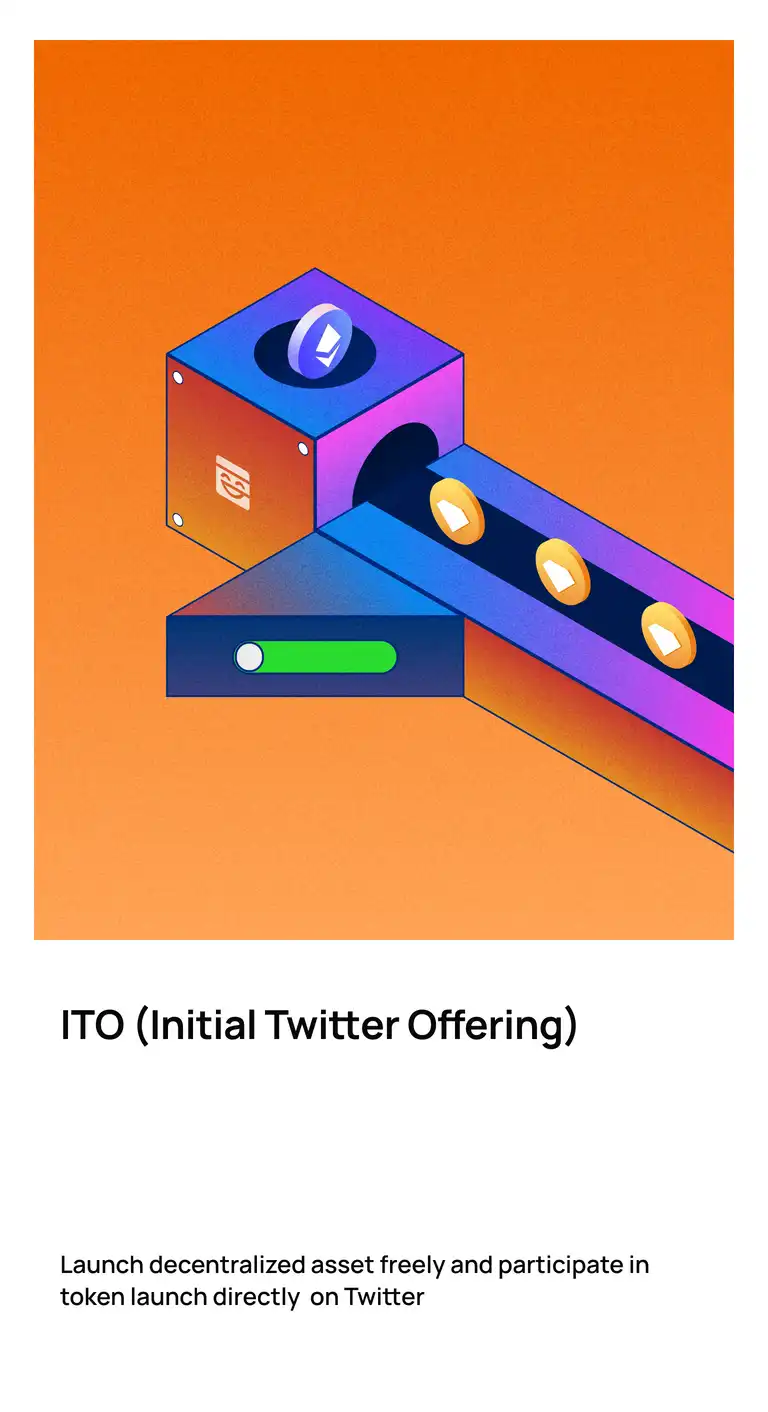 ITO (Initial Twitter Offering)
Launch decentralized asset freely and participate in
token launch directly  on Twitter